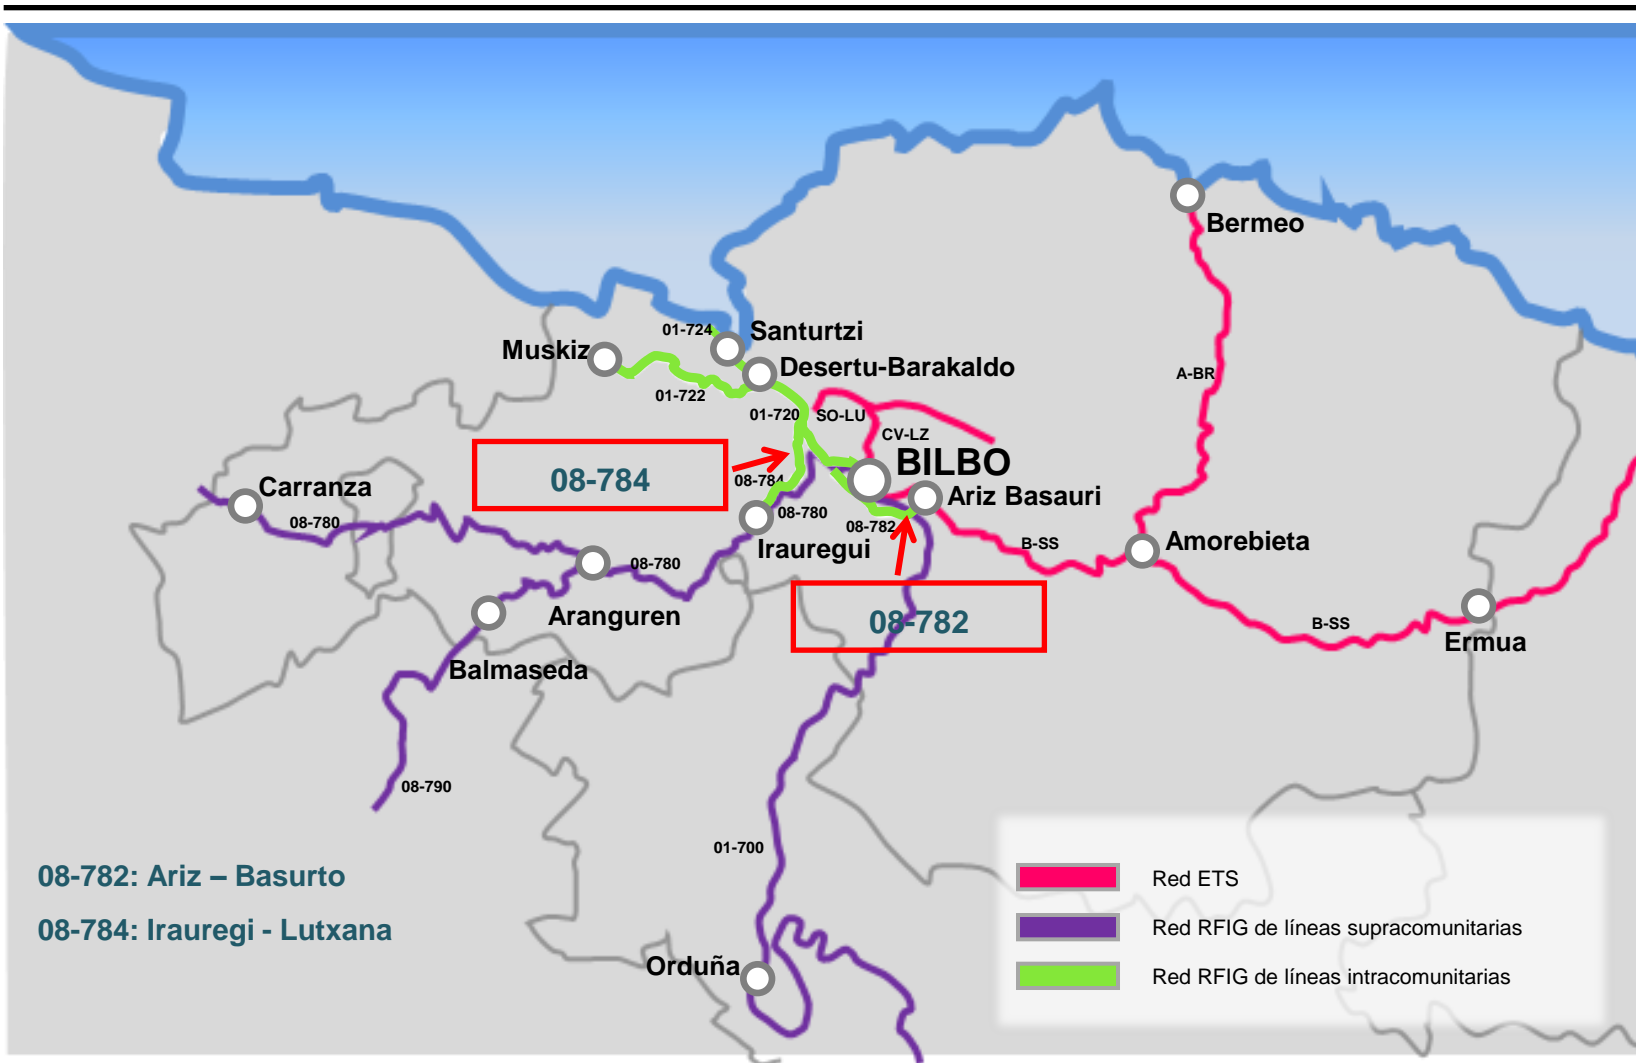 Bermeo
01-724
Santurtzi
Muskiz
Desertu-Barakaldo
A-BR
01-722
01-720
SO-LU
CV-LZ
BILBO
08-784
08-784
Carranza
Ariz Basauri
08-780
08-780
08-782
Irauregui
B-SS
Amorebieta
08-780
Aranguren
08-782
B-SS
Ermua
Balmaseda
08-790
01-700
08-782: Ariz – Basurto
08-784: Irauregi - Lutxana
Orduña
Red ETS
Red RFIG de líneas supracomunitarias
Red RFIG de líneas intracomunitarias